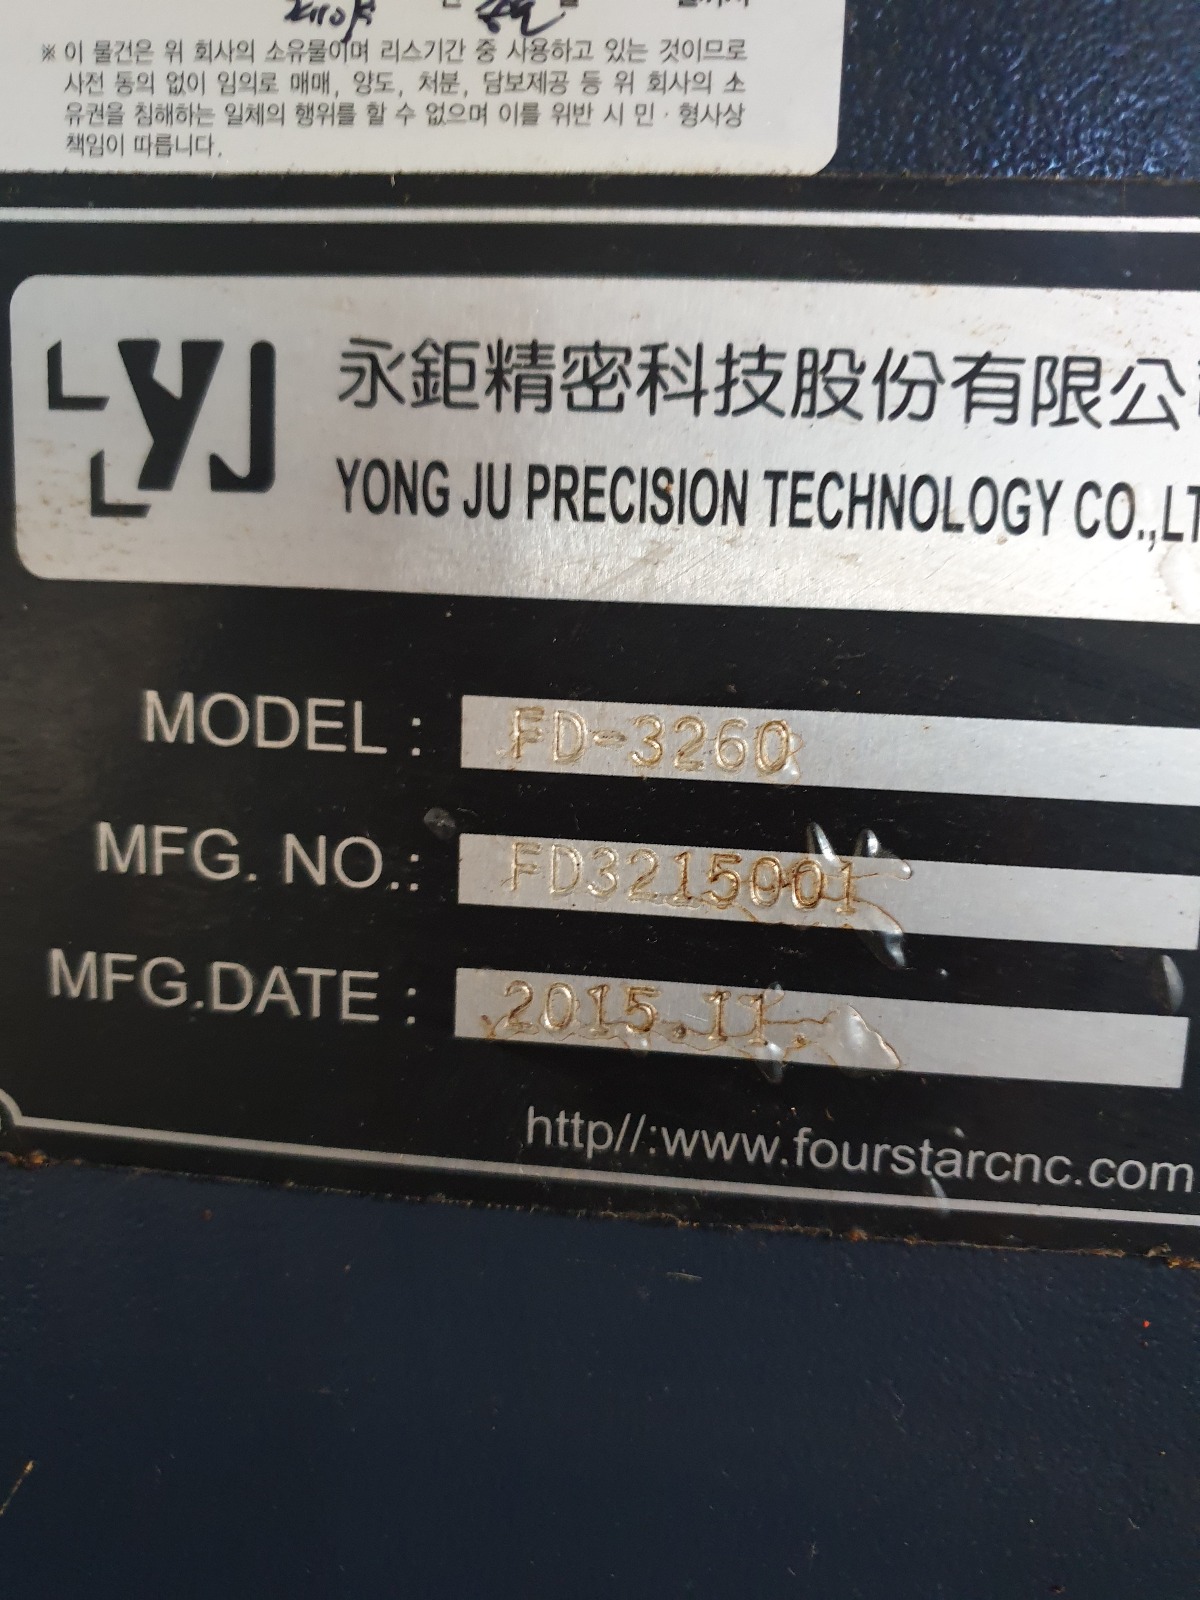 ※ 이 물건은 위 회사의 소유물이며 리스기간 중 사용하고 있는 것이므로
사전 동의 없이 임의로 매매, 양도, 처분, 담보제공 등 위 회사의 소
유권을 침해하는 일체의 행위를 할 수 없으며 이를 위반 시 민·형사상
책임이 따릅니다.
YJ 永鉅精密科技股份有限公
YONG JU PRECISION TECHNOLOGY CO.,LT
MODEL : FD-3260
MFG. NO.: FD3215001
MFG.DATE : 2015.11.
http//:www.fourstarcnc.com